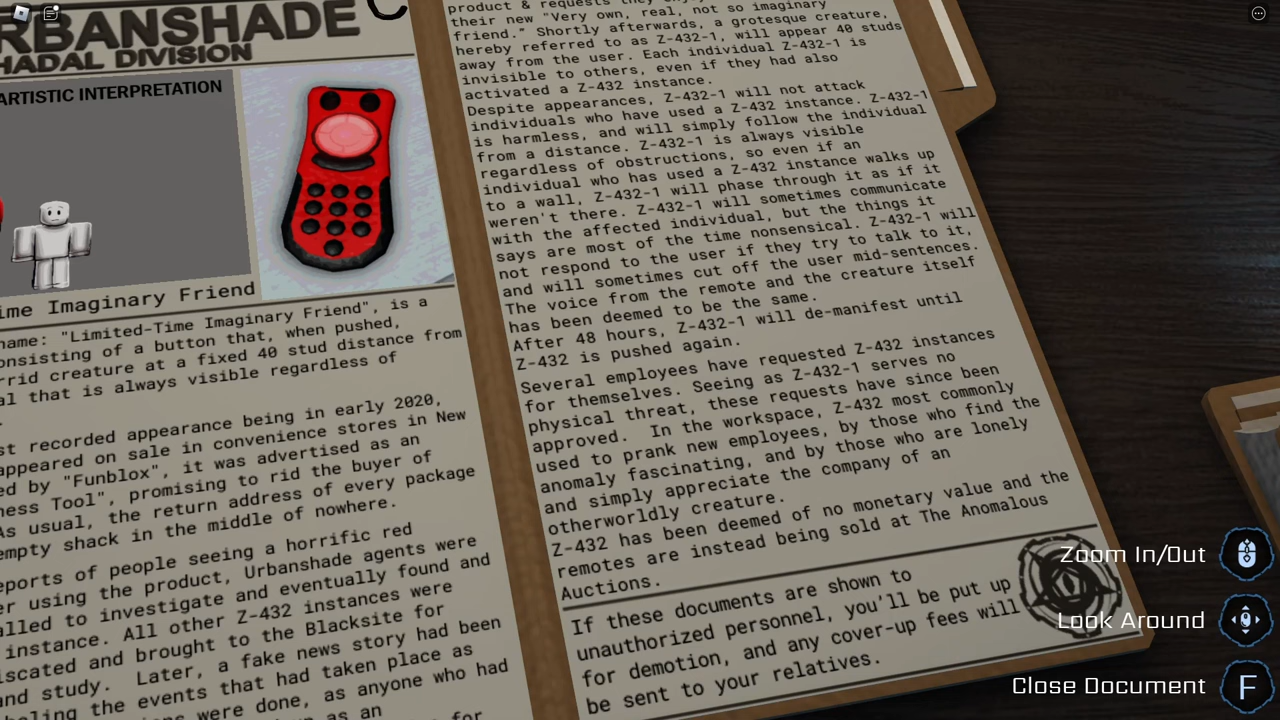 RBANSHADE
HADAL DIVISION
ARTISTIC INTERPRETATION
ime Imaginary Friend
name: "Limited-Time Imaginary Friend", is a
onsisting of a button that, when pushed,
rrid creature at a fixed 40 stud distance from
al that is always visible regardless of
st recorded appearance being in early 2020,
appeared on sale in convenience stores in New
ed by "Funblox", it was advertised as an
ness Tool", promising to rid the buyer of
As usual, the return address of every package
empty shack in the middle of nowhere.
eports of people seeing a horrific red
er using the product, Urbanshade agents were
alled to investigate and eventually found and
instance. All other Z-432 instances were
iscated and brought to the Blacksite for
and study. Later, a fake news story had been
beling the events that had taken place as
ions were done, as anyone who had
as an
for
product & requests they
their new "Very own, real, not so imaginary
friend." Shortly afterwards, a grotesque creature,
hereby referred to as Z-432-1, will appear 40 studs
away from the user. Each individual Z-432-1 is
invisible to others, even if they had also
activated a Z-432 instance.
Despite appearances, Z-432-1 will not attack
individuals who have used a Z-432 instance. Z-432-1
is harmless, and will simply follow the individual
from a distance. Z-432-1 is always visible
regardless of obstructions, so even if an
individual who has used a Z-432 instance walks up
to a wall, Z-432-1 will phase through it as if it
weren't there. Z-432-1 will sometimes communicate
with the affected individual, but the things it
says are most of the time nonsensical. Z-432-1 will
not respond to the user if they try to talk to it,
and will sometimes cut off the user mid-sentences.
The voice from the remote and the creature itself
has been deemed to be the same.
After 48 hours, Z-432-1 will de-manifest until
Z-432 is pushed again.
Several employees have requested Z-432 instances
for themselves. Seeing as Z-432-1 serves no
physical threat, these requests have since been
approved. In the workspace, Z-432 most commonly
used to prank new employees, by those who find the
anomaly fascinating, and by those who are lonely
and simply appreciate the company of an
otherworldly creature.
Z-432 has been deemed of no monetary value and the
remotes are instead being sold at The Anomalous
Auctions.
If these documents are shown to
unauthorized personnel, you'll be put up
for demotion, and any cover-up fees will
be sent to your relatives.
Zoom In/Out
Look Around
Close Document
F